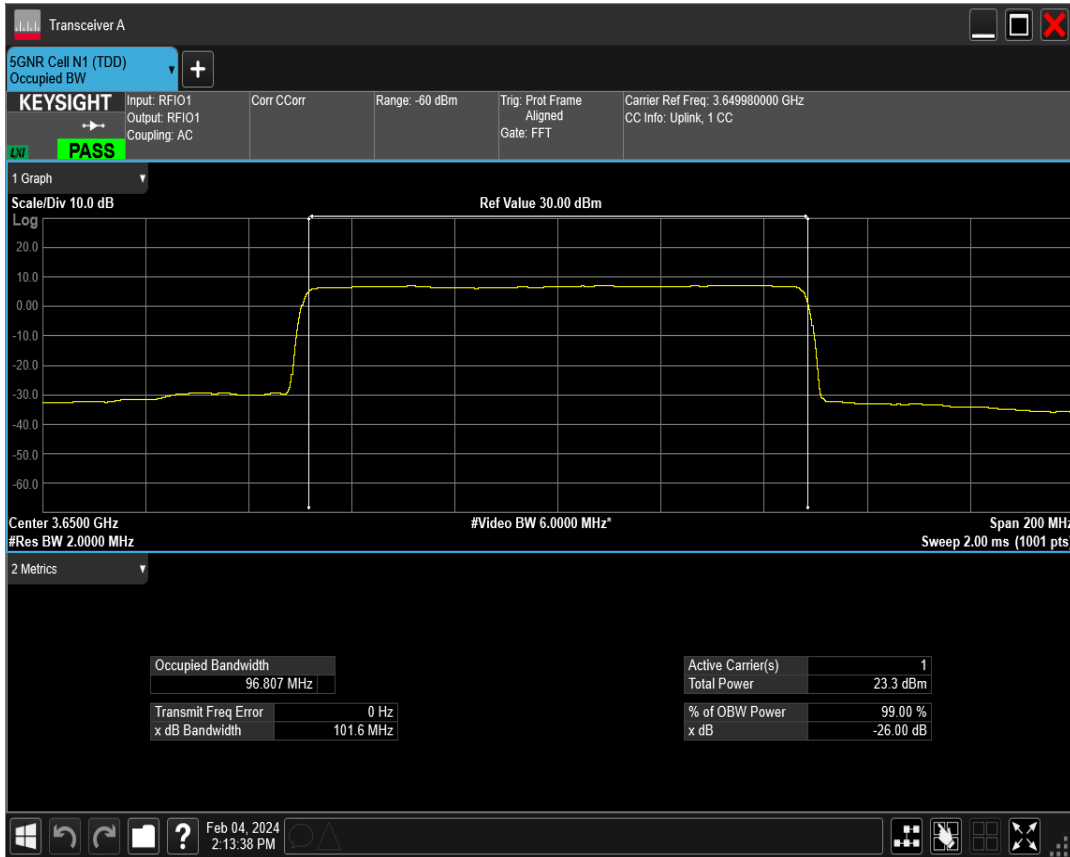 Transceiver A
5GNR Cell N1 (TDD)
Occupied BW
+
KEYSIGHT
Input: RFIO1
Output: RFIO1
Coupling: AC
Corr CCorr
Range: -60 dBm
Trig: Prot Frame
Aligned
Gate: FFT
Carrier Ref Freq: 3.649980000 GHz
CC Info: Uplink, 1 CC
LXI
PASS
1 Graph
Scale/Div 10.0 dB
Ref Value 30.00 dBm
Log
20.0
10.0
0.00
-10.0
-20.0
-30.0
-40.0
-50.0
-60.0
Center 3.6500 GHz
#Video BW 6.0000 MHz*
Span 200 MHz
#Res BW 2.0000 MHz
Sweep 2.00 ms (1001 pts
2 Metrics
Occupied Bandwidth
96.807 MHz
Transmit Freq Error 0 Hz
x dB Bandwidth 101.6 MHz
Active Carrier(s) 1
Total Power 23.3 dBm
% of OBW Power 99.00 %
x dB -26.00 dB
?
Feb 04, 2024
2:13:38 PM